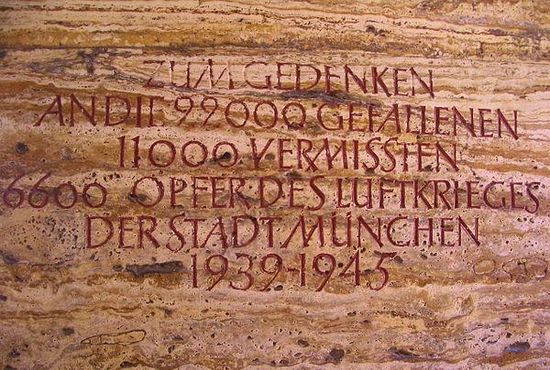 ZUM GEDENKEN
AN DIE 22000 GEFALLENEN
11000 VERMISSTEN
6600 OPFER DES LUFTKRIEGES
DER STADT MÜNCHEN
1939-1945